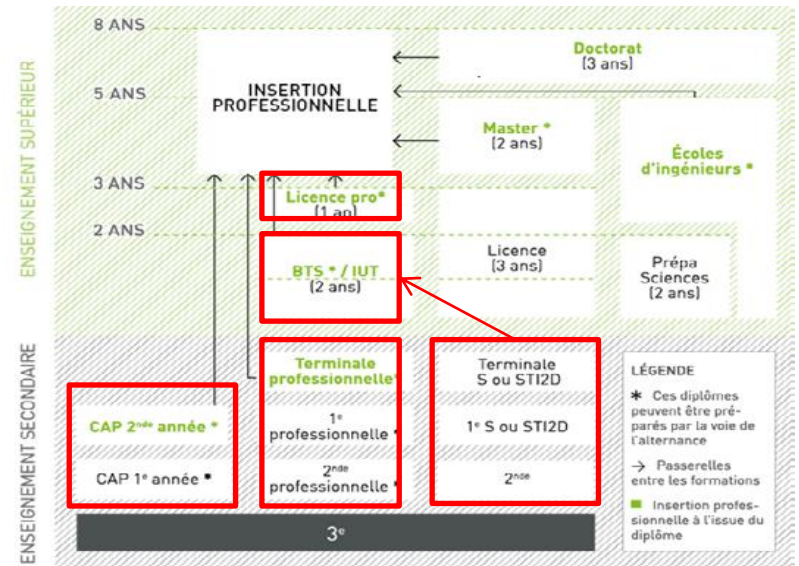 8 ANS
Doctorat
(3 ans)
INSERTION
PROFESSIONNELLE
5 ANS
Master *
(2 ans)
Écoles
d'ingénieurs *
3 ANS
Licence pro*
(1 an)
2 ANS
Licence
(3 ans)
BTS * / IUT
(2 ans)
Prépa
Sciences
(2 ans)
ENSEIGNEMENT SUPÉRIEUR
ENSEIGNEMENT SECONDAIRE
Terminale
professionnelle*
Terminale
S ou STI2D
CAP 2nde année *
1e
professionnelle *
1e S ou STI2D
CAP 1e année *
2nde
professionnelle *
2nde
3e
LÉGENDE
* Ces diplômes
peuvent être pré-
parés par la voie de
l'alternance
→ Passerelles
entre les formations
Insertion profes-
sionnelle à l'issue du
diplôme